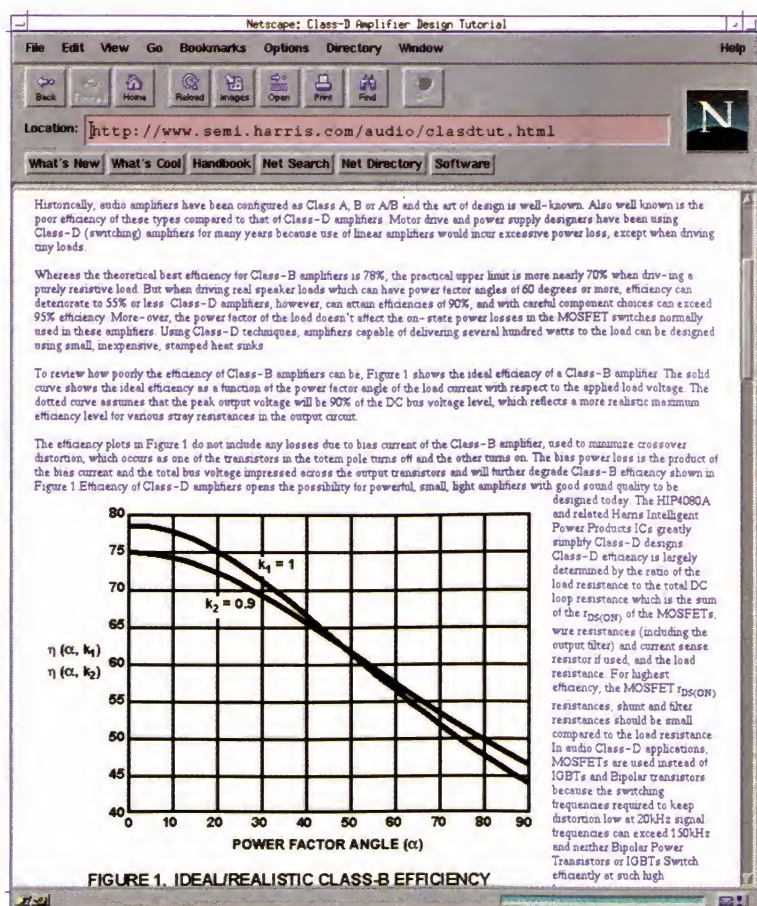 Netscape: Class-D Amplifier Design Tutorial
File Edit View Go Bookmarks Options Directory Window Help
Back Home Reload Images Open Print Find
Location: http://www.semi.harris.com/audio/clasdtut.html
What's New What's Cool Handbook Net Search Net Directory Software
N
Historically, audio amplifiers have been configured as Class A, B or A/B and the art of design is well-known. Also well known is the
poor efficiency of these types compared to that of Class-D amplifiers. Motor drive and power supply designers have been using
Class-D (switching) amplifiers for many years because use of linear amplifiers would incur excessive power loss, except when driving
tiny loads.
Whereas the theoretical best efficiency for Class-B amplifiers is 78%, the practical upper limit is more nearly 70% when driv-ing a
purely resistive load. But when driving real speaker loads which can have power factor angles of 60 degrees or more, efficiency can
deteriorate to 55% or less. Class-D amplifiers, however, can attain efficiencies of 90%, and with careful component choices can exceed
95% efficiency. More-over, the power factor of the load doesn't affect the on-state power losses in the MOSFET switches normally
used in these amplifiers. Using Class-D techniques, amplifiers capable of delivering several hundred watts to the load can be designed
using small, inexpensive, stamped heat sinks.
To review how poorly the efficiency of Class-B amplifiers can be, Figure 1 shows the ideal efficiency of a Class-B amplifier. The solid
curve shows the ideal efficiency as a function of the power factor angle of the load current with respect to the applied load voltage. The
dotted curve assumes that the peak output voltage will be 90% of the DC bus voltage level, which reflects a more realistic maximum
efficiency level for various stray resistances in the output circuit.
The efficiency plots in Figure 1 do not include any losses due to bias current of the Class-B amplifier, used to minimize crossover
distortion, which occurs as one of the transistors in the totem pole turns off and the other turns on. The bias power loss is the product of
the bias current and the total bus voltage impressed across the output transistors and will further degrade Class-B efficiency shown in
Figure 1.Efficiency of Class-D amplifiers opens the possibility for powerful, small, light amplifiers with good sound quality to be
designed today. The HIP4080A
and related Harris Intelligent
Power Products ICs greatly
simplify Class-D designs.
Class-D efficiency is largely
determined by the ratio of the
load resistance to the total DC
loop resistance which is the sum
of the rDS(ON) of the MOSFETs,
wire resistances (including the
output filter) and current sense
resistor if used, and the load
resistance. For highest
efficiency, the MOSFET rDS(ON)
resistances, shunt and filter
resistances should be small
compared to the load resistance.
In audio Class-D applications,
MOSFETs are used instead of
IGBTs and Bipolar transistors
because the switching
frequencies required to keep
distortion low at 20kHz signal
frequencies can exceed 150kHz
and neither Bipolar Power
Transistors or IGBTs Switch
efficiently at such high
80
75
70
65
60
55
50
45
40
k1 = 1
k2 = 0.9
η (α, k1)
η (α, k2)
0 10 20 30 40 50 60 70 80 90
POWER FACTOR ANGLE (α)
FIGURE 1. IDEAL/REALISTIC CLASS-B EFFICIENCY